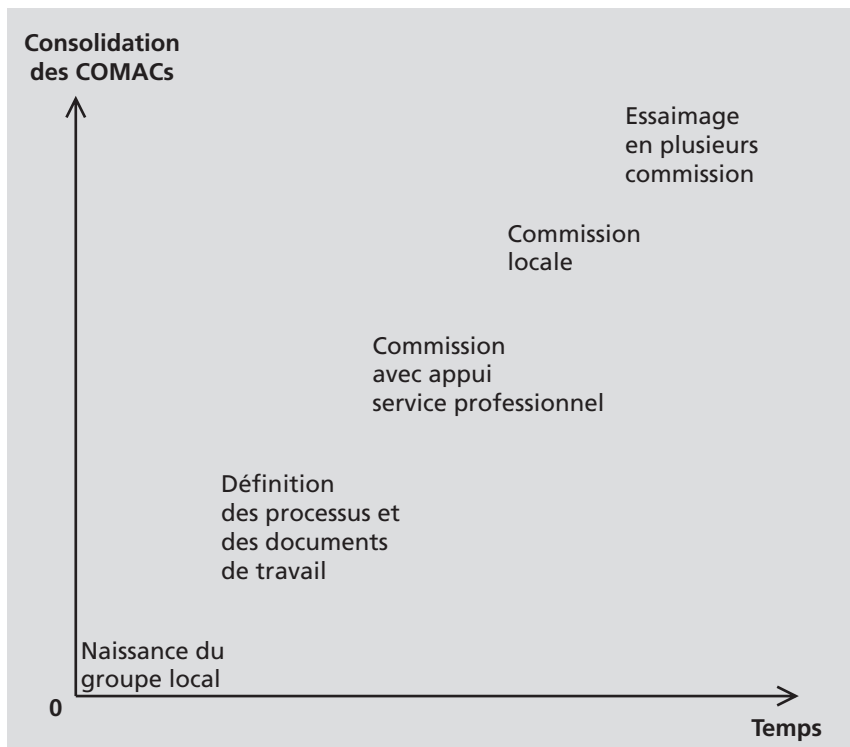 Consolidation
des COMACs
Essaimage
en plusieurs
commission
Commission
locale
Commission
avec appui
service professionnel
Définition
des processus et
des documents
de travail
Naissance du
groupe local
0
Temps